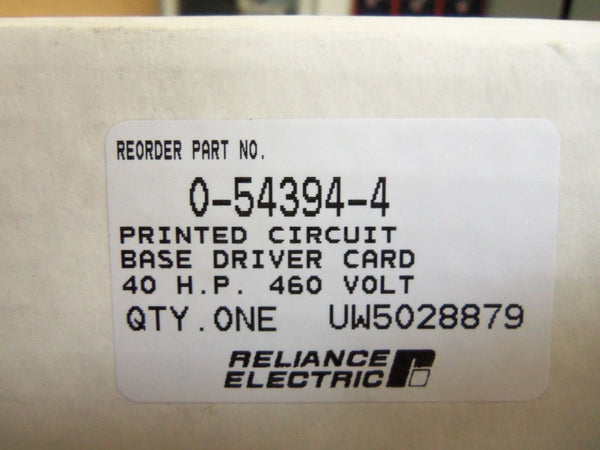 REORDER PART NO.
0-54394-4
PRINTED CIRCUIT
BASE DRIVER CARD
40 H.P. 460 VOLT
QTY.ONE UW5028879
RELIANCE
ELECTRIC